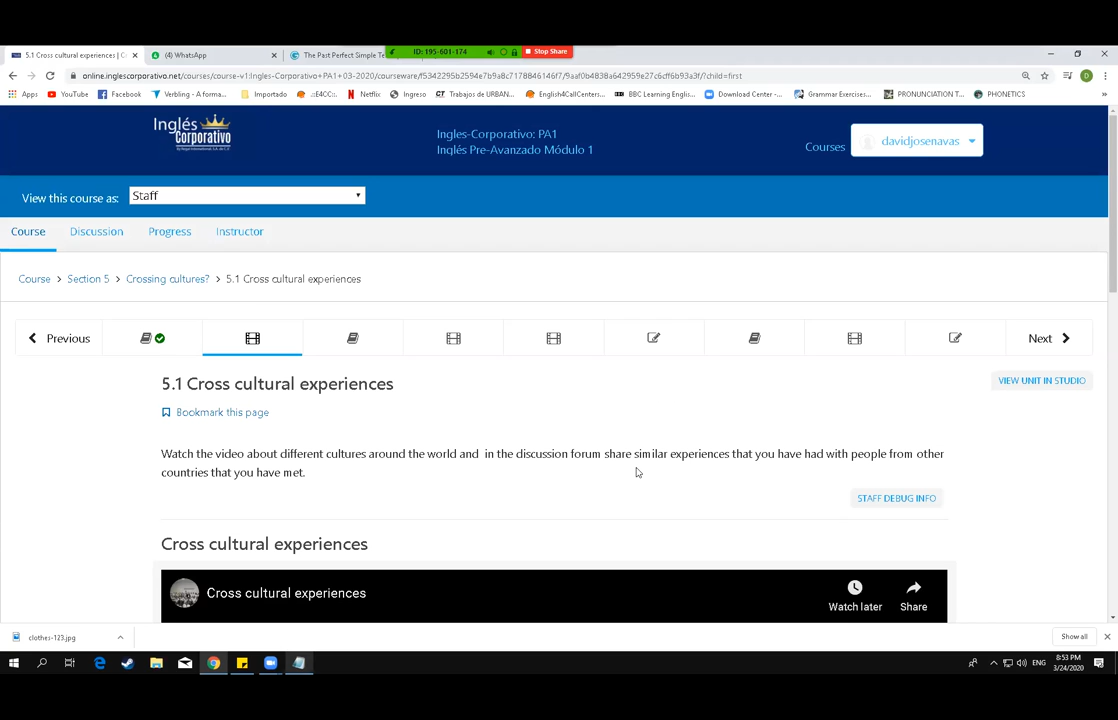 ID: 195-601-174
Stop Share
5.1 Cross cultural experiences | C
(4) WhatsApp
The Past Perfect Simple Te
online.inglescorporativo.net/courses/course-v1:Ingles-Corporativo+PA1+03-2020/courseware/f5342295b2594e7b9a8c7178846146f7/9aaf0b4838a642959e27c6ff6b93a3f/?child=first
Apps
YouTube
Facebook
Verbling - A forma...
Importado
.::E4CC::.
Netflix
Ingreso
Trabajos de URBAN...
English4CallCenters...
BBC Learning Englis...
Download Center -...
Grammar Exercises...
PRONUNCIATION T...
PHONETICS
Inglés
Corporativo
Ingles-Corporativo: PA1
Inglés Pre-Avanzado Módulo 1
Courses
davidjosenavas
View this course as:
Staff
Course
Discussion
Progress
Instructor
Course > Section 5 > Crossing cultures? > 5.1 Cross cultural experiences
Previous
Next
5.1 Cross cultural experiences
VIEW UNIT IN STUDIO
Bookmark this page
Watch the video about different cultures around the world and in the discussion forum share similar experiences that you have had with people from other
countries that you have met.
STAFF DEBUG INFO
Cross cultural experiences
Cross cultural experiences
Watch later
Share
clothes-123.jpg
Show all
ENG
8:53 PM
3/24/2020